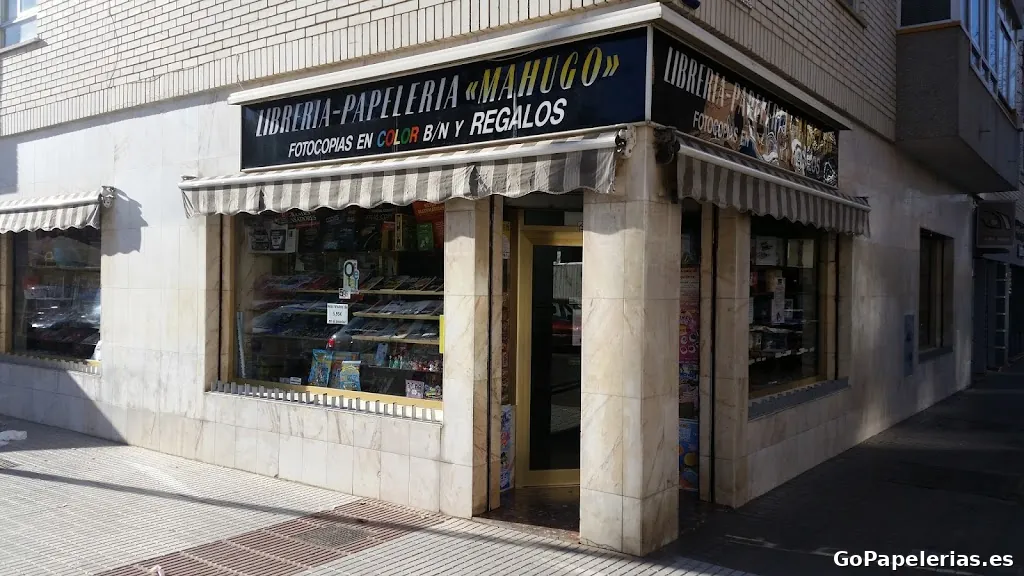 LIBRERIA-PAPELERIA «MAHUGO»
FOTOCOPIAS EN COLOR B/N Y REGALOS
LIBRERIA-
FOTOCOPIAS
GoPapelerias.es